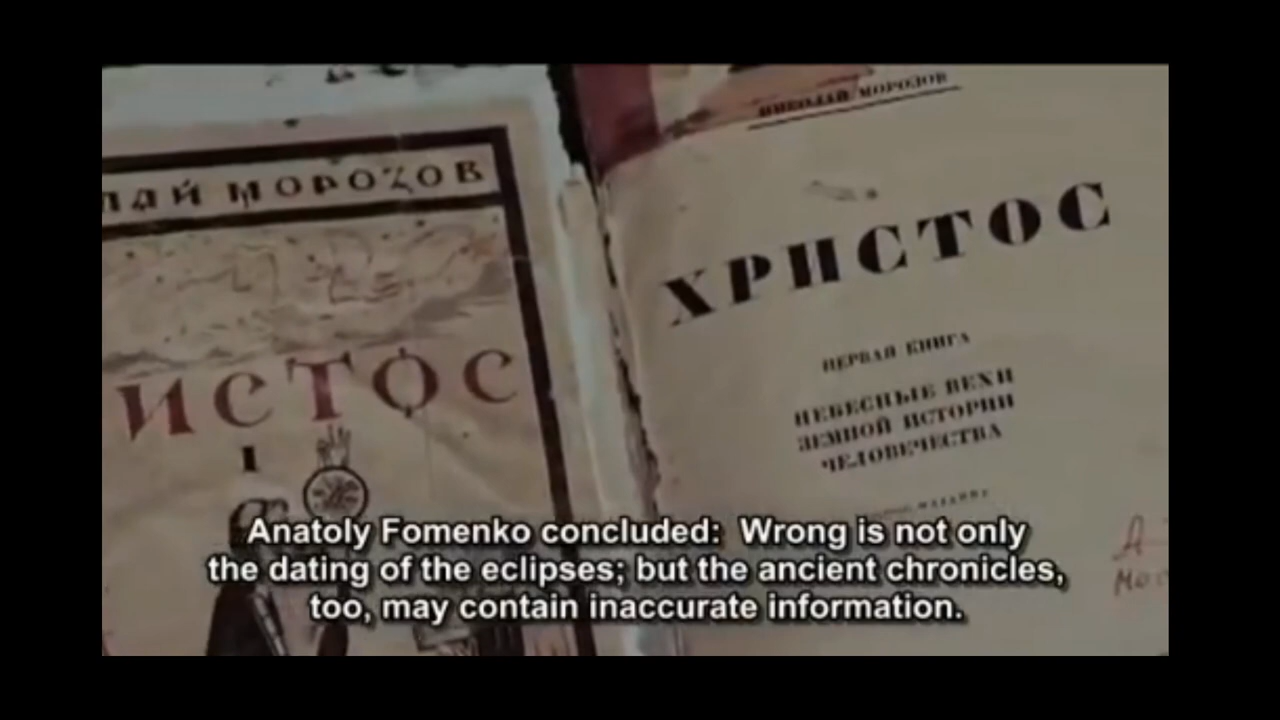 ЛАЙ МОРОЗОВ
ИСТОС
I
НИКОЛАЙ МОРОЗОВ
ХРИСТОС
ПЕРВАЯ КНИГА
НЕБЕСНЫЕ ВЕХИ
ЗЕМНОЙ ИСТОРИИ
ЧЕЛОВЕЧЕСТВА
Anatoly Fomenko concluded:  Wrong is not only
the dating of the eclipses; but the ancient chronicles,
too, may contain inaccurate information.